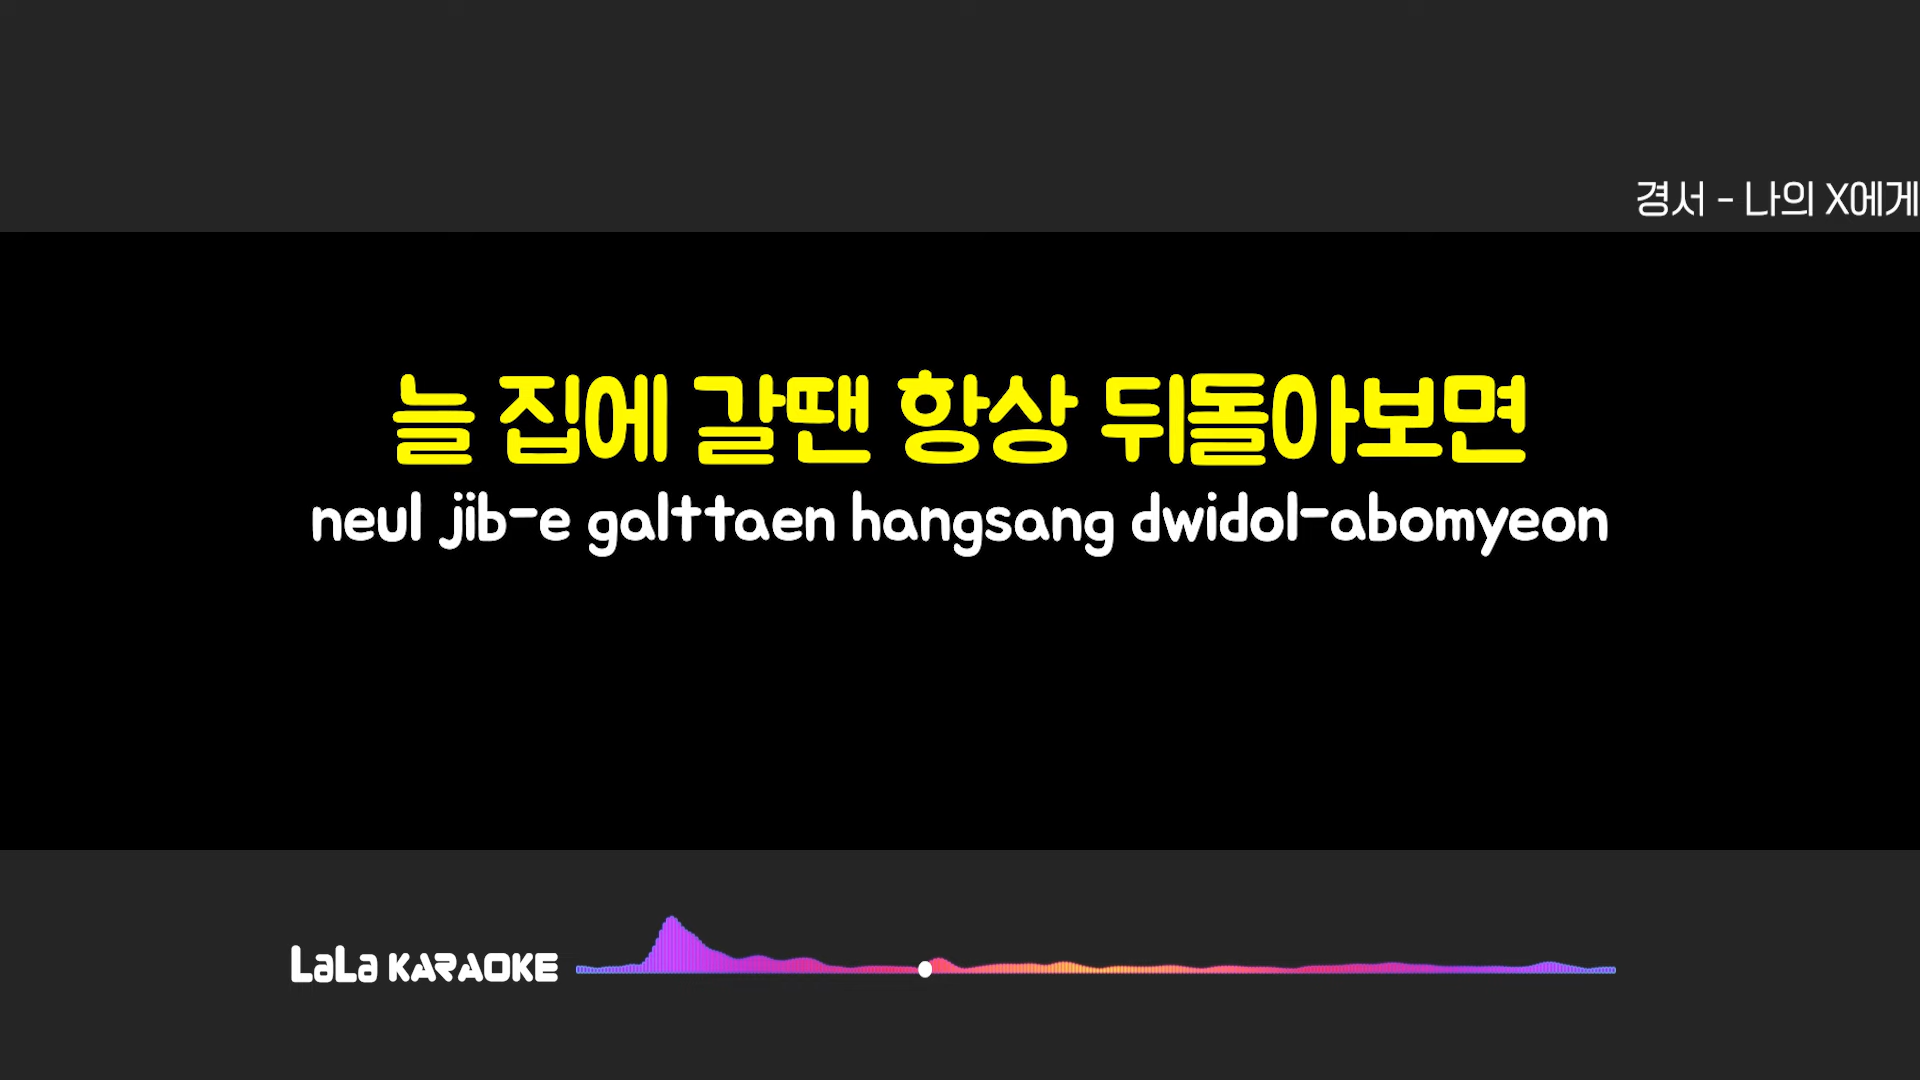 경서 - 나의 X에게
늘 집에 갈땐 항상 뒤돌아보면
neul jib-e galttaen hangsang dwidol-abomyeon
LaLa KARAOKE